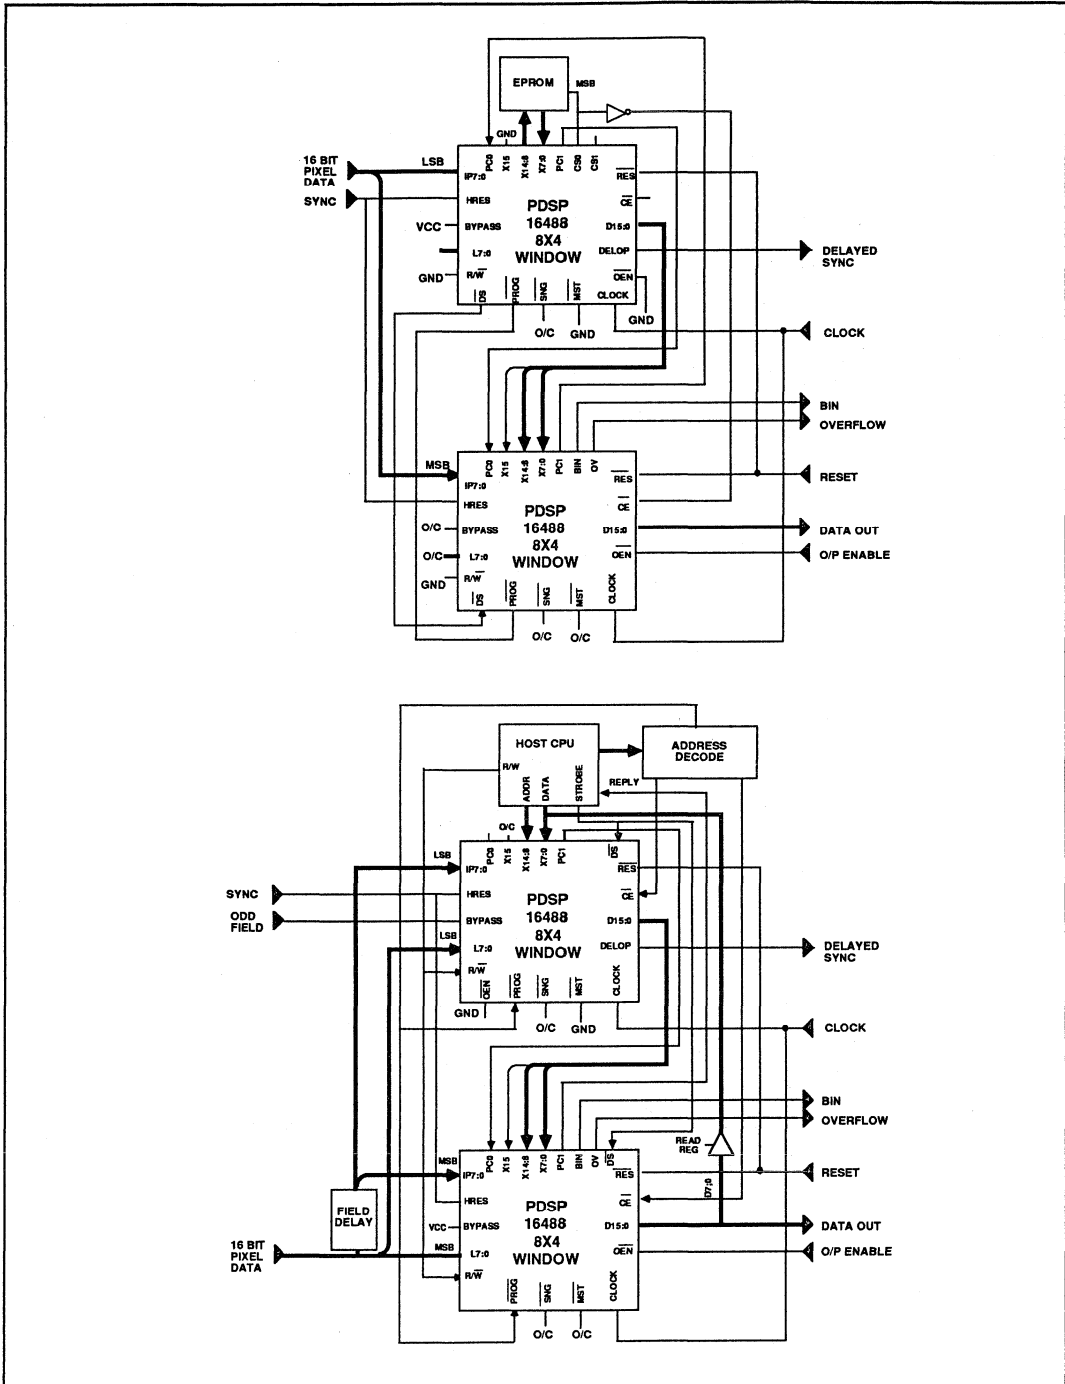 EPROM
MSB
GND
PC0
X15
X14:8
X7:0
PC1
CS0
CS1
16 BIT
PIXEL
DATA
LSB
IP7:0
RES
SYNC
HRES
CE
PDSP
16488
8X4
WINDOW
VCC
BYPASS
D15:0
L7:0
DELOP
DELAYED
SYNC
GND
R/W
OEN
DS
PROG
SNG
MST
CLOCK
O/C
GND
GND
CLOCK
BIN
OVERFLOW
MSB
PC0
X15
X14:8
X7:0
PC1
BIN
OV
IP7:0
RES
RESET
HRES
CE
PDSP
16488
8X4
WINDOW
O/C
BYPASS
D15:0
DATA OUT
O/C
L7:0
OEN
O/P ENABLE
GND
R/W
DS
PROG
SNG
MST
CLOCK
O/C
O/C
HOST CPU
ADDRESS
DECODE
R/W
ADDR
DATA
STROBE
REPLY
O/C
PC0
X15
X14:8
X7:0
PC1
DS
LSB
IP7:0
RES
SYNC
HRES
CE
ODD
FIELD
BYPASS
PDSP
16488
8X4
WINDOW
D15:0
LSB
L7:0
DELOP
DELAYED
SYNC
R/W
OEN
PROG
SNG
MST
CLOCK
GND
O/C
GND
CLOCK
BIN
OVERFLOW
READ
REG
MSB
PC0
X15
X14:8
X7:0
PC1
BIN
OV
DS
IP7:0
RES
RESET
D7:0
FIELD
DELAY
HRES
CE
PDSP
16488
8X4
WINDOW
VCC
BYPASS
D15:0
DATA OUT
16 BIT
PIXEL
DATA
MSB
L7:0
OEN
O/P ENABLE
R/W
PROG
SNG
MST
CLOCK
O/C
O/C